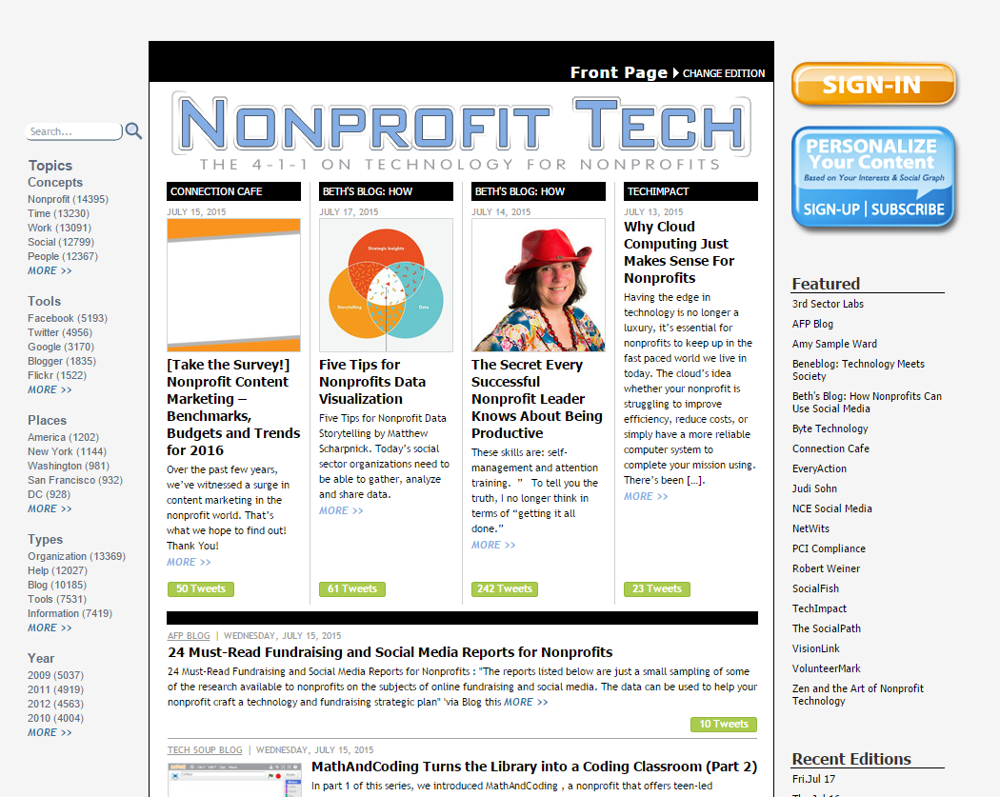 Front Page CHANGE EDITION
NONPROFIT TECH
THE 4-1-1 ON TECHNOLOGY FOR NONPROFITS
Search...
Topics
Concepts
Nonprofit (14395)
Time (13230)
Work (13091)
Social (12799)
People (12367)
MORE >>
Tools
Facebook (5193)
Twitter (4956)
Google (3170)
Blogger (1835)
Flickr (1522)
MORE >>
Places
America (1202)
New York (1144)
Washington (981)
San Francisco (932)
DC (928)
MORE >>
Types
Organization (13369)
Help (12027)
Blog (10185)
Tools (7531)
Information (7419)
MORE >>
Year
2009 (5037)
2011 (4919)
2012 (4563)
2010 (4004)
MORE >>
CONNECTION CAFE
JULY 15, 2015
[Take the Survey!]
Nonprofit Content
Marketing –
Benchmarks,
Budgets and Trends
for 2016
Over the past few years,
we've witnessed a surge in
content marketing in the
nonprofit world. That's
what we hope to find out!
Thank You!
MORE >>
50 Tweets
BETH'S BLOG: HOW
JULY 17, 2015
Strategic Insights
Storytelling
Data
Five Tips for
Nonprofits Data
Visualization
Five Tips for Nonprofit Data
Storytelling by Matthew
Scharpnick. Today's social
sector organizations need to
be able to gather, analyze
and share data.
MORE >>
61 Tweets
BETH'S BLOG: HOW
JULY 14, 2015
The Secret Every
Successful
Nonprofit Leader
Knows About Being
Productive
These skills are: self-
management and attention
training. ” To tell you the
truth, I no longer think in
terms of “getting it all
done.”
MORE >>
242 Tweets
TECHIMPACT
JULY 13, 2015
Why Cloud
Computing Just
Makes Sense For
Nonprofits
Having the edge in
technology is no longer a
luxury, it's essential for
nonprofits to keep up in the
fast paced world we live in
today. The cloud's idea
whether your nonprofit is
struggling to improve
efficiency, reduce costs, or
simply have a more reliable
computer system to
complete your mission using.
There's been [...].
MORE >>
23 Tweets
AFP BLOG | WEDNESDAY, JULY 15, 2015
24 Must-Read Fundraising and Social Media Reports for Nonprofits
24 Must-Read Fundraising and Social Media Reports for Nonprofits : "The reports listed below are just a small sampling of some
of the research available to nonprofits on the subjects of online fundraising and social media. The data can be used to help your
nonprofit craft a technology and fundraising strategic plan" 'via Blog this MORE >>
10 Tweets
TECH SOUP BLOG | WEDNESDAY, JULY 15, 2015
MathAndCoding Turns the Library into a Coding Classroom (Part 2)
In part 1 of this series, we introduced MathAndCoding , a nonprofit that offers teen-led
SIGN-IN
PERSONALIZE
Your Content
Based on Your Interests & Social Graph
SIGN-UP | SUBSCRIBE
Featured
3rd Sector Labs
AFP Blog
Amy Sample Ward
Beneblog: Technology Meets
Society
Beth's Blog: How Nonprofits Can
Use Social Media
Byte Technology
Connection Cafe
EveryAction
Judi Sohn
NCE Social Media
NetWits
PCI Compliance
Robert Weiner
SocialFish
TechImpact
The SocialPath
VisionLink
VolunteerMark
Zen and the Art of Nonprofit
Technology
Recent Editions
Fri.Jul 17